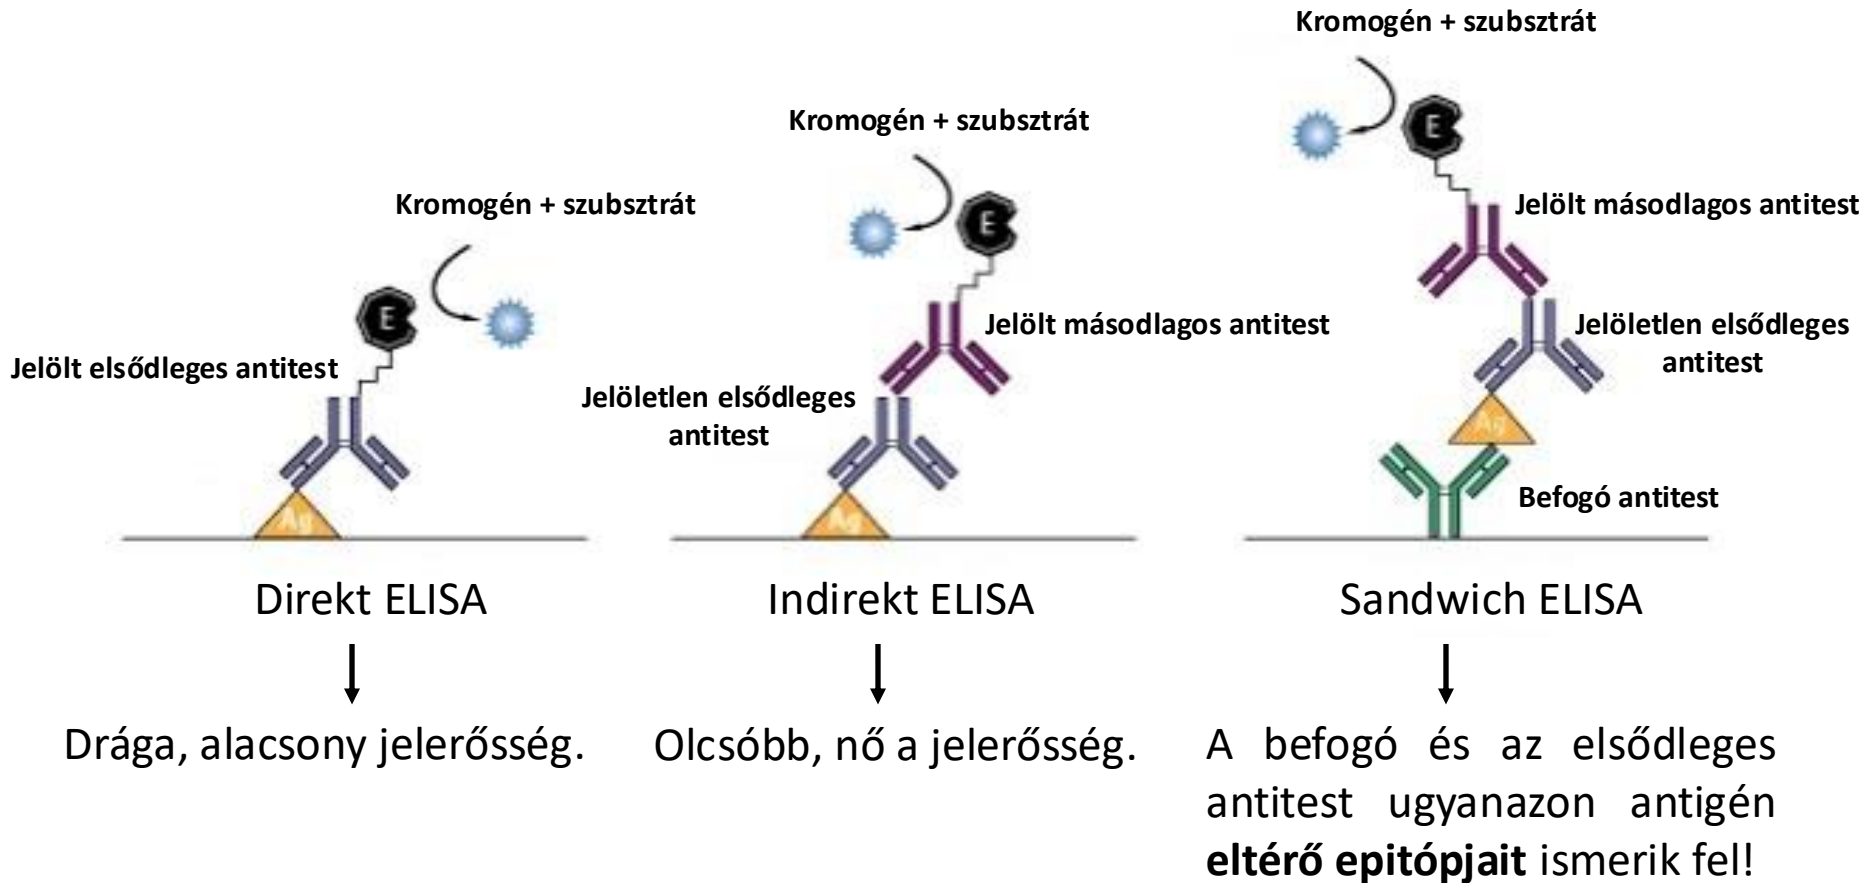 Kromogén + szubsztrát
E
Jelölt elsődleges antitest
Ag
Direkt ELISA
Drága, alacsony jelerősség.
Kromogén + szubsztrát
E
Jelölt másodlagos antitest
Jelöletlen elsődleges
antitest
Ag
Indirekt ELISA
Olcsóbb, nő a jelerősség.
Kromogén + szubsztrát
E
Jelölt másodlagos antitest
Jelöletlen elsődleges
antitest
Ag
Befogó antitest
Sandwich ELISA
A befogó és az elsődleges
antitest ugyanazon antigén
eltérő epitópjait ismerik fel!